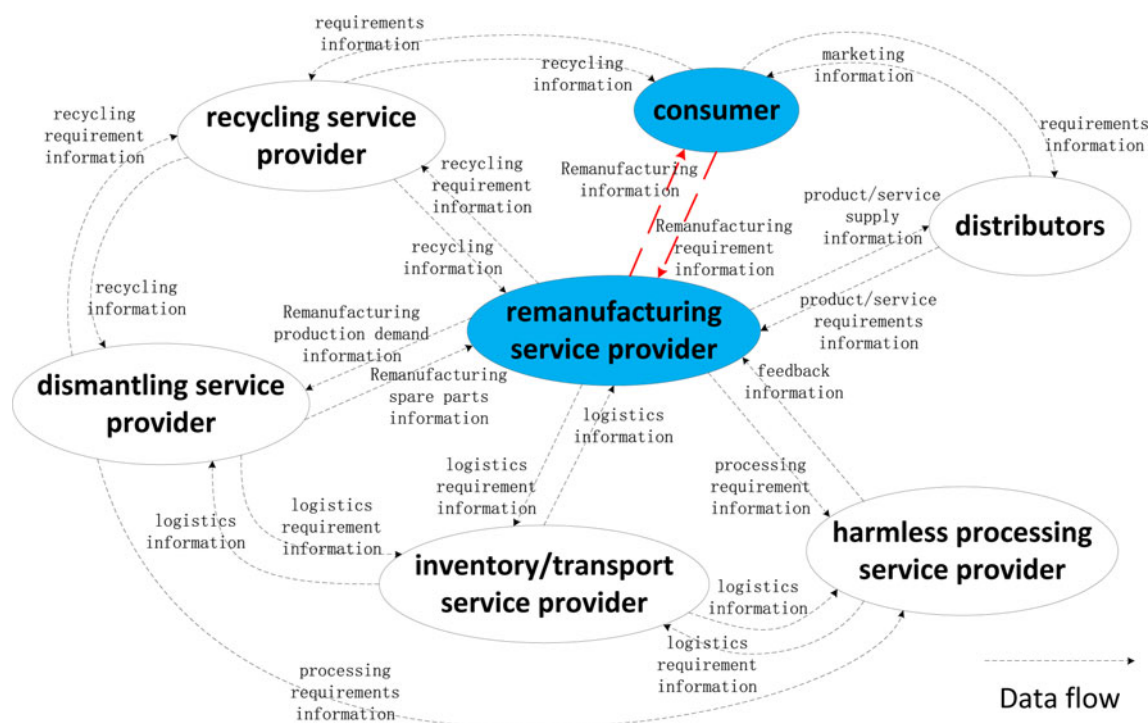 requirements
information
recycling
information
marketing
information
consumer
recycling
requirement
information
recycling service
provider
requirements
information
recycling
requirement
information
Remanufacturing
information
product/service
supply
information
distributors
Remanufacturing
requirement
information
recycling
information
recycling
information
Remanufacturing
production demand
information
remanufacturing
service provider
product/service
requirements
information
dismantling service
provider
Remanufacturing
spare parts
information
feedback
information
logistics
information
logistics
requirement
information
processing
requirement
information
logistics
information
logistics
requirement
information
harmless processing
service provider
inventory/transport
service provider
logistics
information
logistics
requirement
information
processing
requirements
information
Data flow